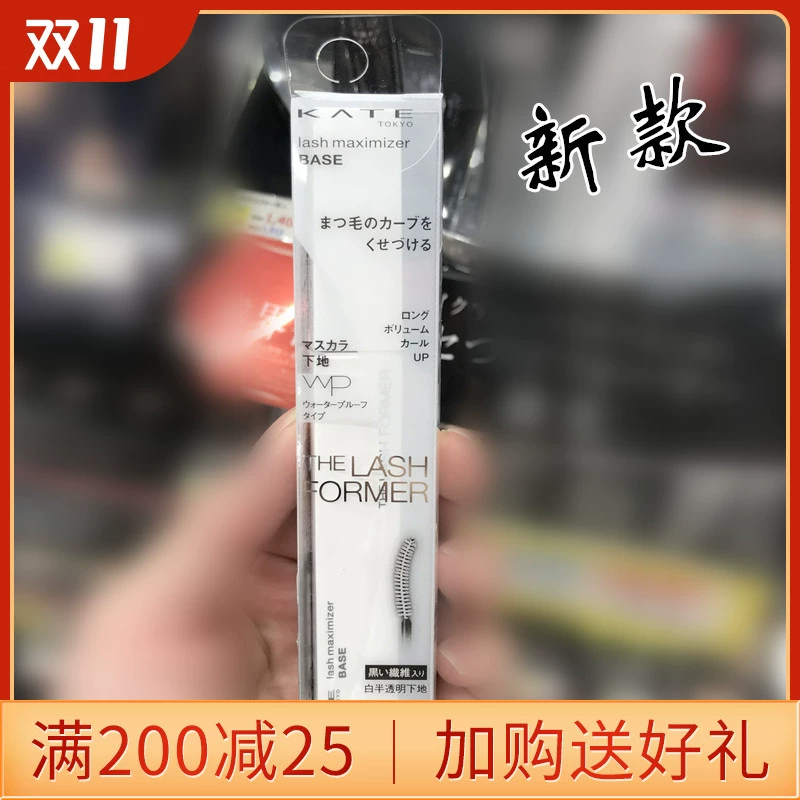 双11
新款
KATE
TOKYO
lash maximizer
BASE
まつ毛のカーブを
くせづける
ロング
ボリューム
カール
UP
マスカラ
下地
WP
ウォータープルーフ
タイプ
THE LASH
FORMER
THE LASH FORMER
lash maximizer
BASE
黒い繊維入り
白半透明下地
满200减25
加购送好礼